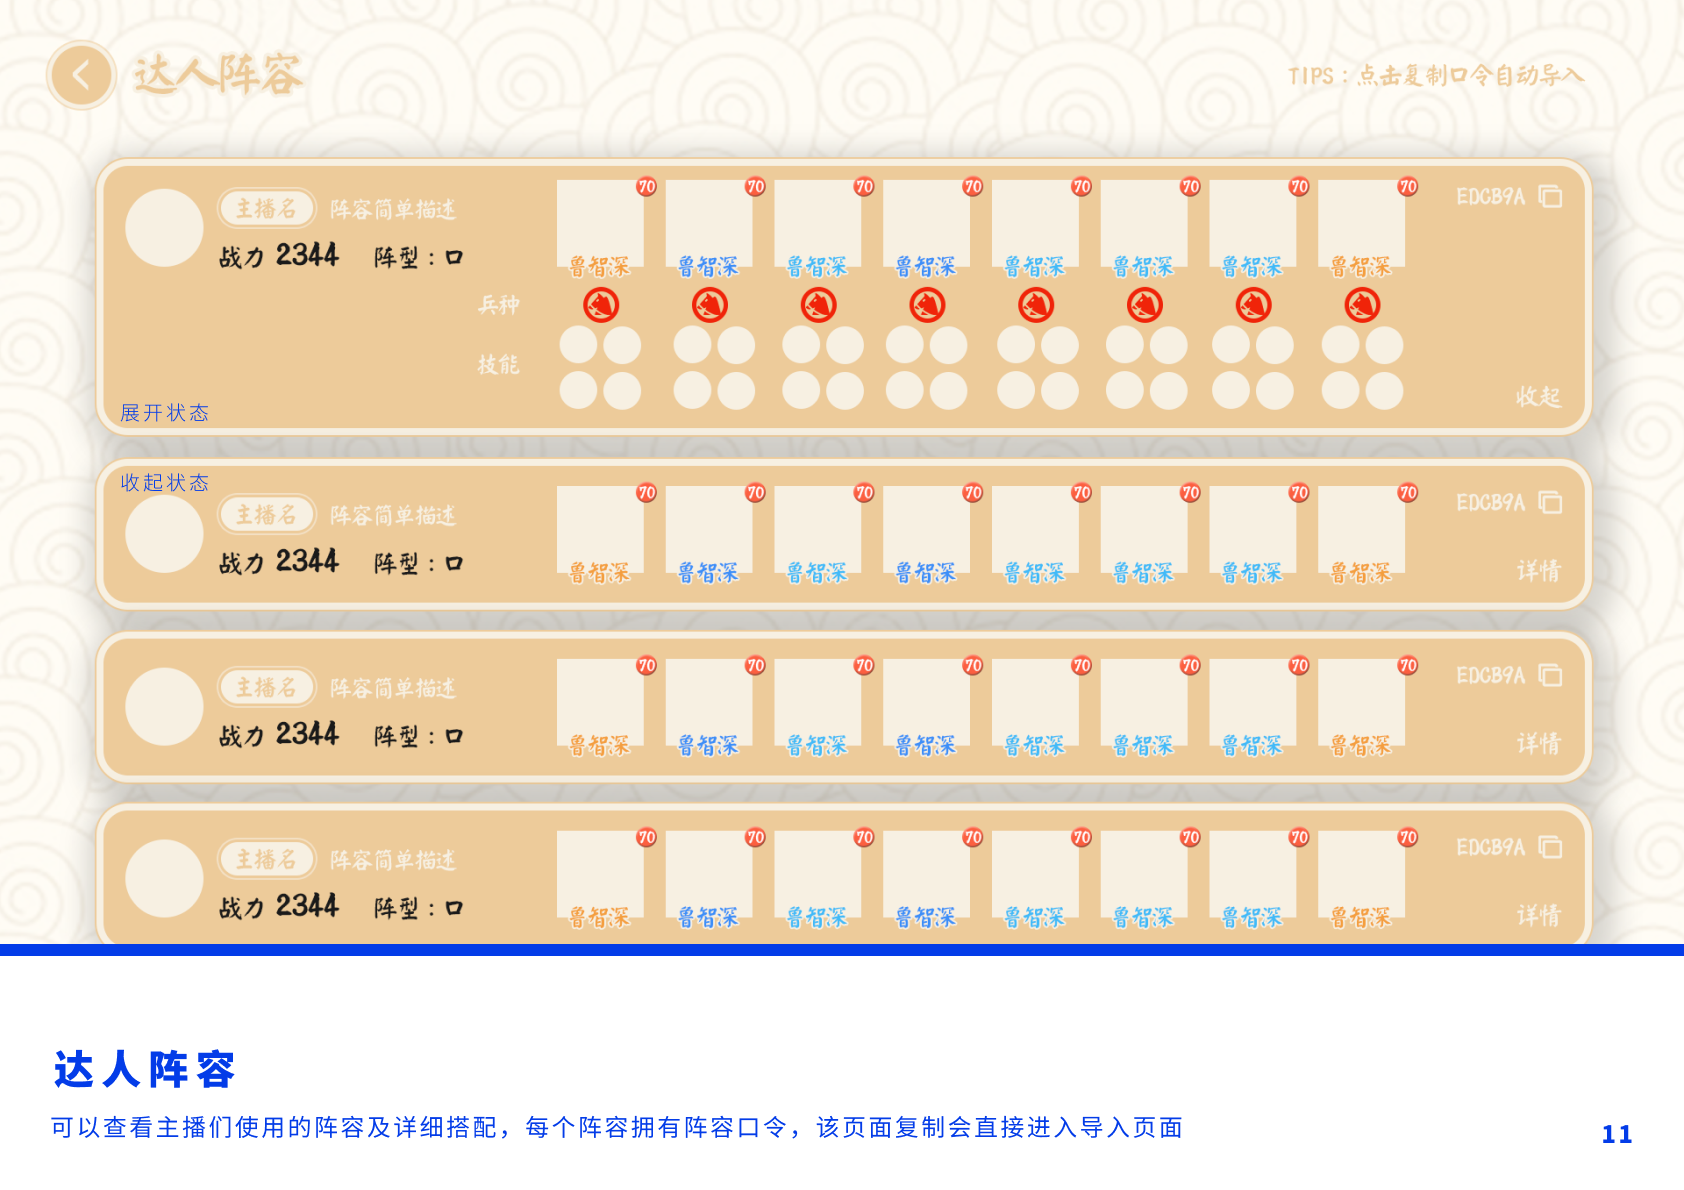 达人阵容
TIPS：点击复制口令自动导入
主播名 阵容简单描述
战力 2344 阵型：口
70 70 70 70 70 70 70 70
鲁智深 鲁智深 鲁智深 鲁智深 鲁智深 鲁智深 鲁智深 鲁智深
EDCB9A
兵种
技能
收起
展开状态
收起状态
主播名 阵容简单描述
战力 2344 阵型：口
70 70 70 70 70 70 70 70
鲁智深 鲁智深 鲁智深 鲁智深 鲁智深 鲁智深 鲁智深 鲁智深
EDCB9A
详情
主播名 阵容简单描述
战力 2344 阵型：口
70 70 70 70 70 70 70 70
鲁智深 鲁智深 鲁智深 鲁智深 鲁智深 鲁智深 鲁智深 鲁智深
EDCB9A
详情
主播名 阵容简单描述
战力 2344 阵型：口
70 70 70 70 70 70 70 70
鲁智深 鲁智深 鲁智深 鲁智深 鲁智深 鲁智深 鲁智深 鲁智深
EDCB9A
详情
达人阵容
可以查看主播们使用的阵容及详细搭配，每个阵容拥有阵容口令，该页面复制会直接进入导入页面
11